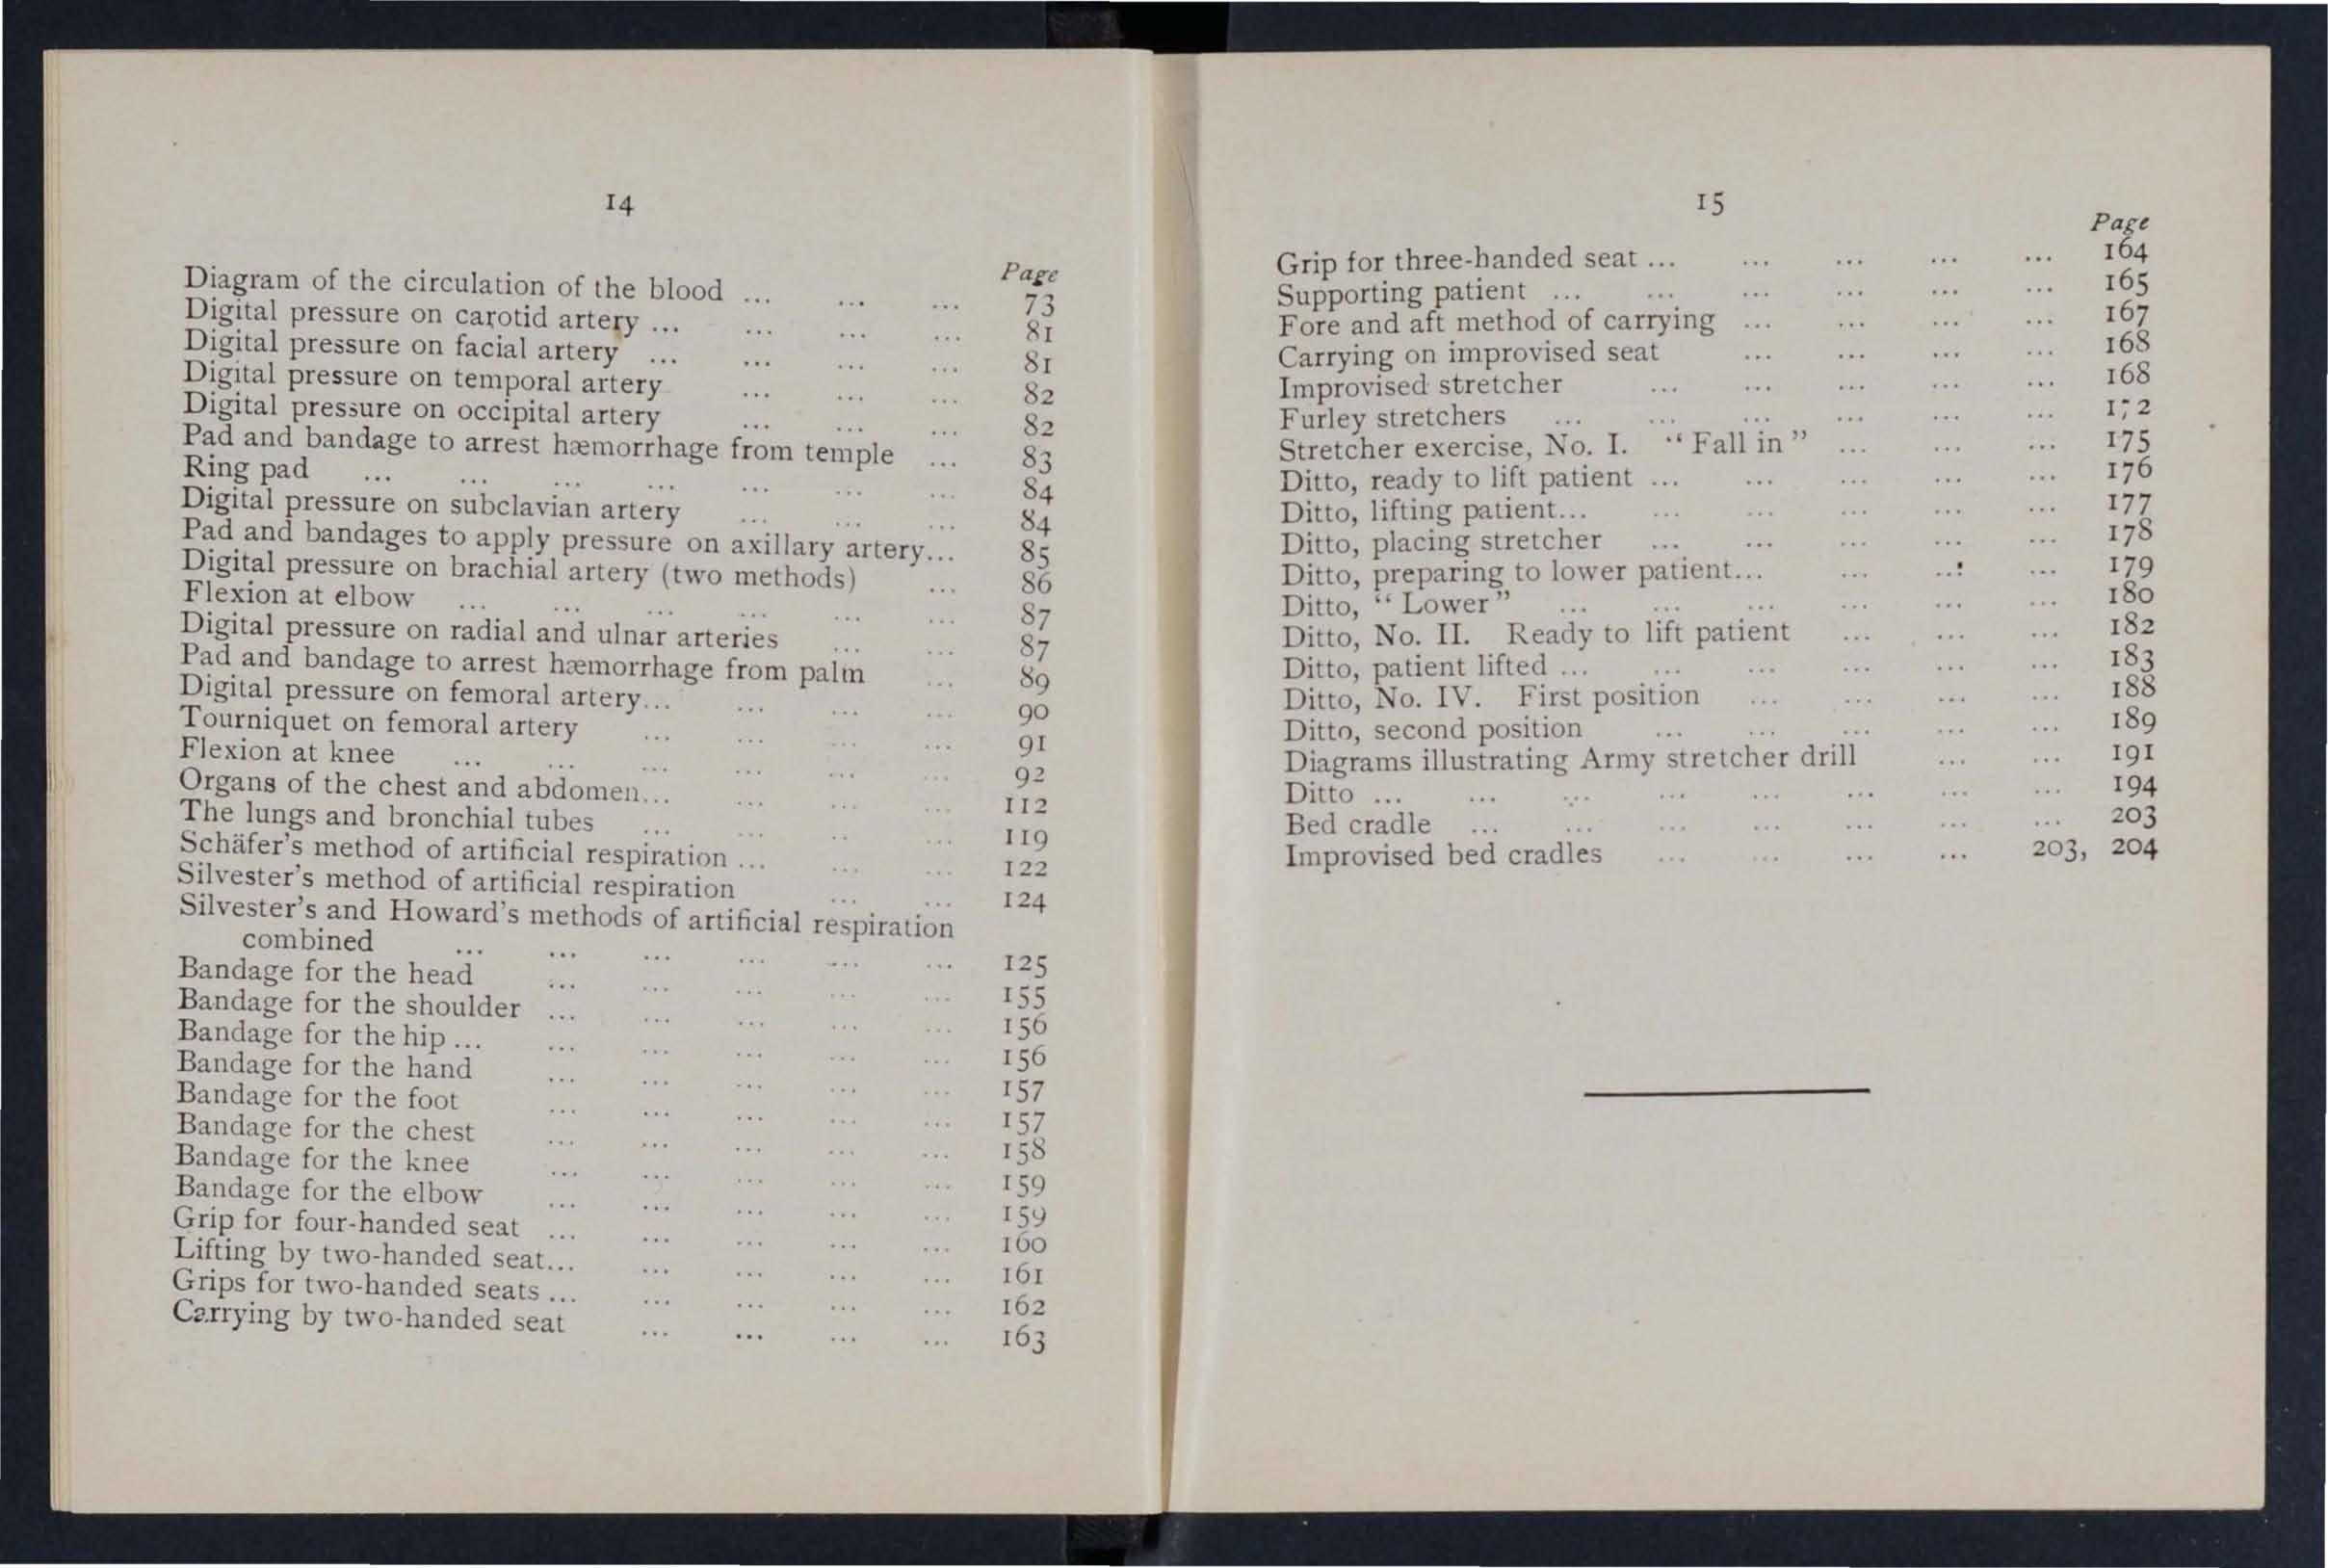 14
Page
Diagram of the circulation of the blood ... ... ... 73
Digital pressure on carotid artery ... ... ... ... 81
Digital pressure on facial artery ... ... ... ... 81
Digital pressure on temporal artery ... ... ... 82
Digital pressure on occipital artery ... ... ... 82
Pad and bandage to arrest hæmorrhage from temple ... 83
Ring pad ... ... ... ... ... ... ... 84
Digital pressure on subclavian artery ... ... ... 84
Pad and bandages to apply pressure on axillary artery... 85
Digital pressure on brachial artery (two methods) ... 86
Flexion at elbow ... ... ... ... ... ... 87
Digital pressure on radial and ulnar arteries ... ... 87
Pad and bandage to arrest hæmorrhage from palm ... 89
Digital pressure on femoral artery... ... ... ... 90
Tourniquet on femoral artery ... ... ... ... 91
Flexion at knee ... ... ... ... ... ... 92
Organs of the chest and abdomen... ... ... ... 112
The lungs and bronchial tubes ... ... .. ... 119
Schäfer's method of artificial respiration ... ... ... 122
Silvester's method of artificial respiration ... ... 124
Silvester's and Howard's methods of artificial respiration
combined ... ... ... ... ... ... 125
Bandage for the head ... ... ... ... ... 155
Bandage for the shoulder ... ... ... ... ... 156
Bandage for the hip ... ... ... ... ... ... 156
Bandage for the hand ... ... ... ... ... 157
Bandage for the foot ... ... ... ... ... 157
Bandage for the chest ... ... ... ... ... 158
Bandage for the knee ... ... ... ... ... 159
Bandage for the elbow ... ... ... ... ... 159
Grip for four-handed seat ... ... ... ... ... 160
Lifting by two-handed seat... ... ... ... ... 161
Grips for two-handed seats ... ... ... ... ... 162
Carrying by two-handed seat ... ... ... ... 163
15
Page
Grip for three-handed seat ... ... ... ... ... 164
Supporting patient ... ... ... ... ... ... 165
Fore and aft method of carrying ... ... ... ... 167
Carrying on improvised seat ... ... ... ... 168
Improvised stretcher ... ... ... ... ... 168
Furley stretchers ... ... ... ... ... ... 172
Stretcher exercise, No. I. “Fall in” ... ... ... 175
Ditto, ready to lift patient ... ... ... ... ... 176
Ditto, lifting patient... ... ... ... ... ... 177
Ditto, placing stretcher ... ... ... ... ... 178
Ditto, preparing to lower patient... ... ... ... 179
Ditto, “Lower” ... ... ... ... ... ... 180
Ditto, No. II. Ready to lift patient ... ... ... 182
Ditto, patient lifted ... ... ... ... ... ... 183
Ditto, No. IV. First position ... ... ... ... 188
Ditto, second position ... ... ... ... ... 189
Diagrams illustrating Army stretcher drill ... ... 191
Ditto ... ... ... ... ... ... ... ... 194
Bed cradle ... ... ... ... ... ... ... 203
Improvised bed cradles ... ... ... ... 203, 204